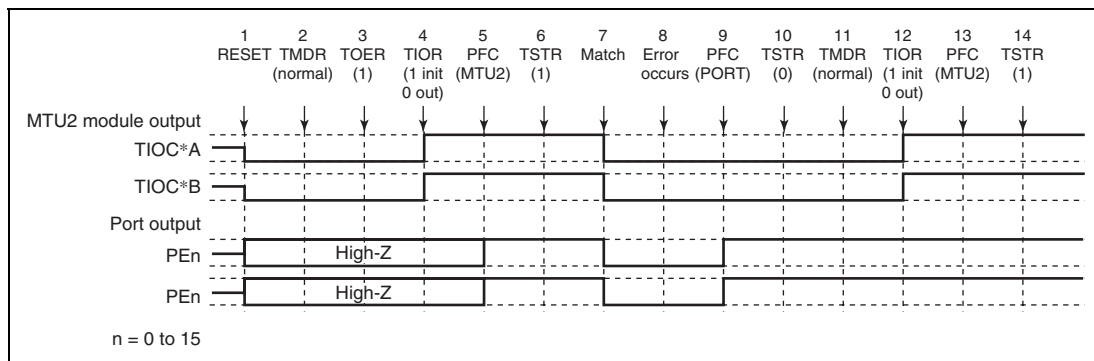 1 2 3 4 5 6 7 8 9 10 11 12 13 14
RESET TMDR TOER TIOR PFC TSTR Match Error PFC TSTR TMDR TIOR PFC TSTR
(normal) (1) (1 init (MTU2) (1) occurs (PORT) (0) (normal) (1 init (MTU2) (1)
0 out) 0 out)
MTU2 module output
TIOC*A
TIOC*B
Port output
PEn High-Z
PEn High-Z
n = 0 to 15